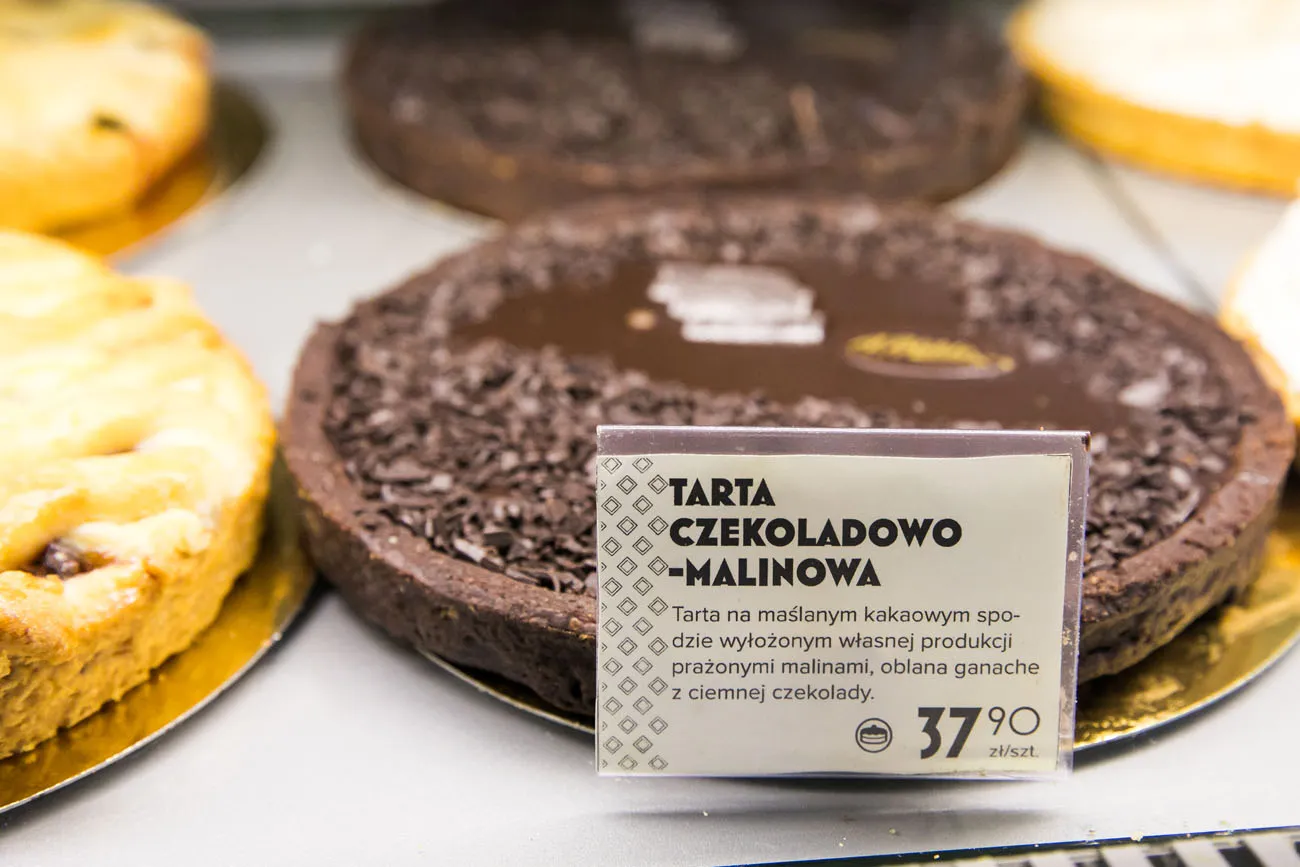 TARTA
CZEKOLADOWO
-MALINOWA
Tarta na maślanym kakaowym spo-
dzie wyłożonym własnej produkcji
prażonymi malinami, oblana ganache
z ciemnej czekolady.
37 90
zł/szt.